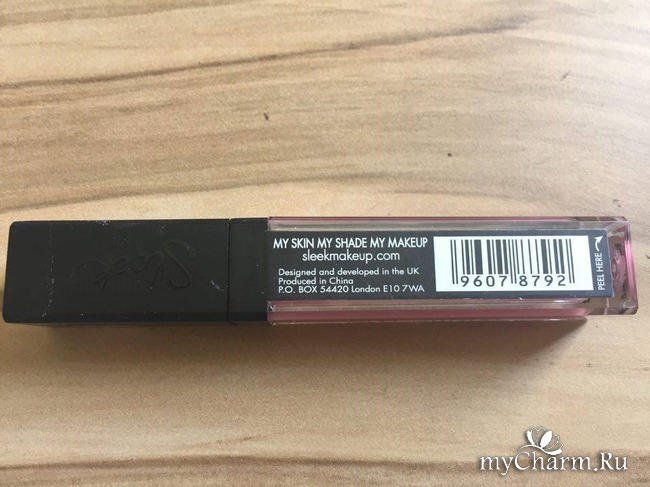 Sleek
MY SKIN MY SHADE MY MAKEUP
sleekmakeup.com
Designed and developed in the UK
Produced in China
P.O. BOX 54420 London E10 7WA
9607 8792
PEEL HERE
myCharm.Ru